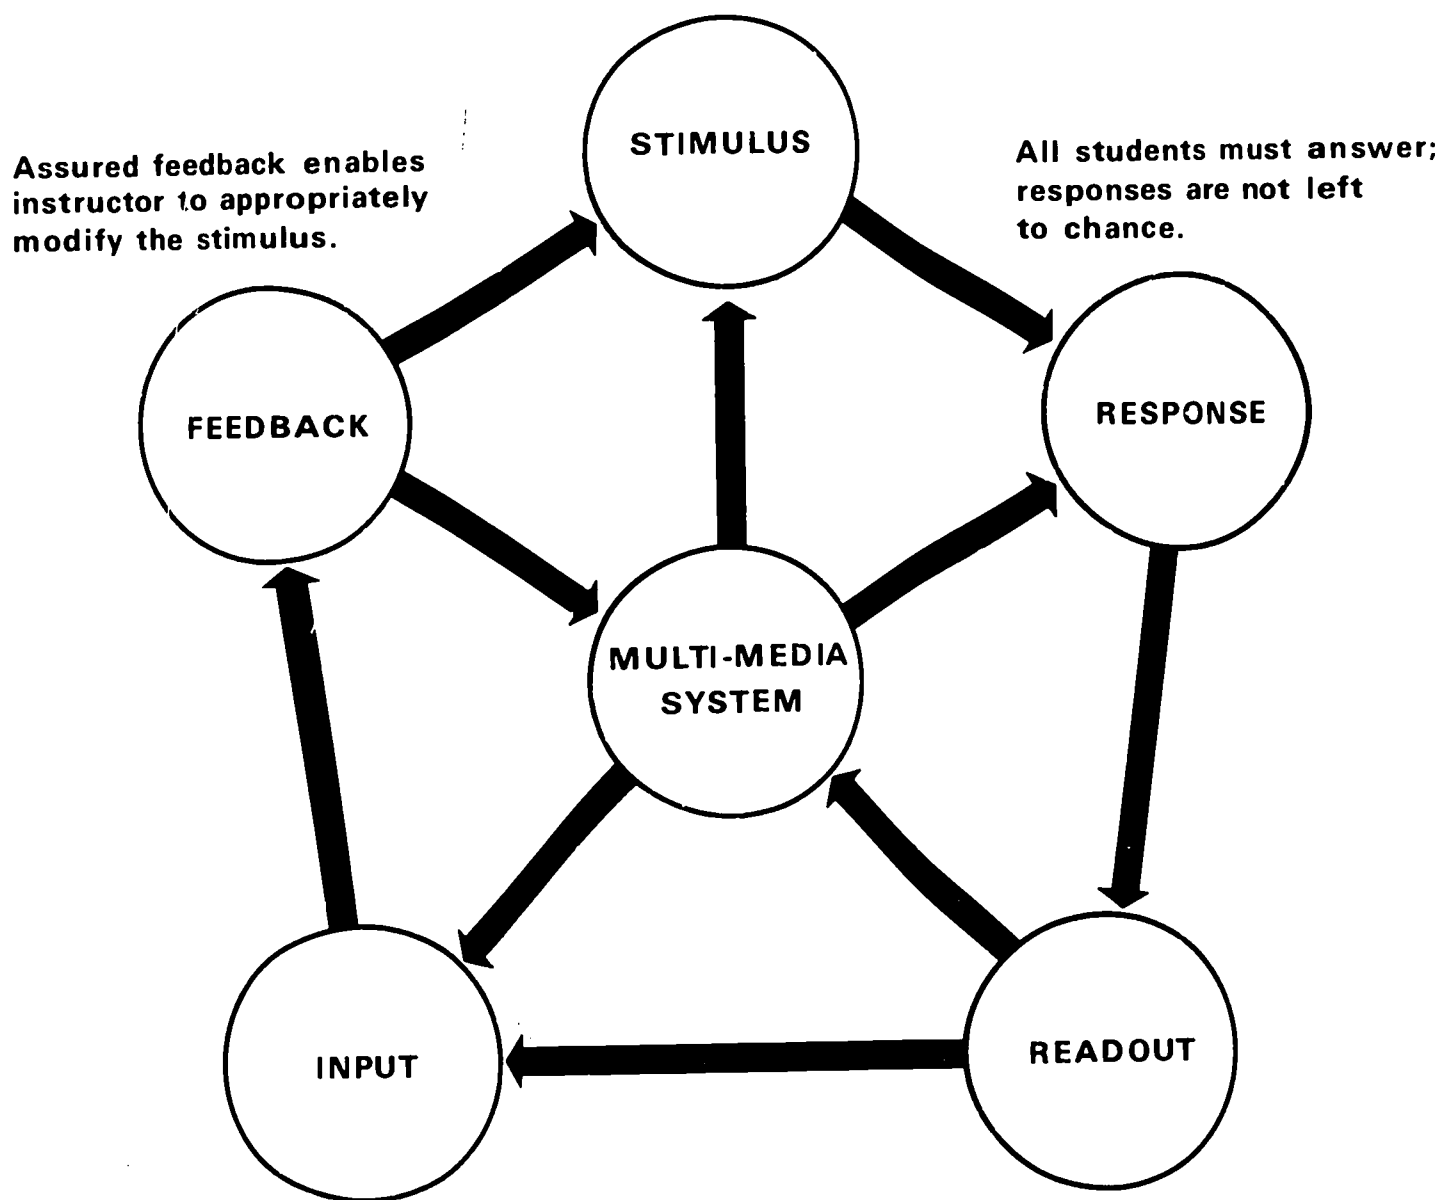 STIMULUS
Assured feedback enables
instructor to appropriately
modify the stimulus.
All students must answer;
responses are not left
to chance.
FEEDBACK
RESPONSE
MULTI-MEDIA
SYSTEM
INPUT
READOUT